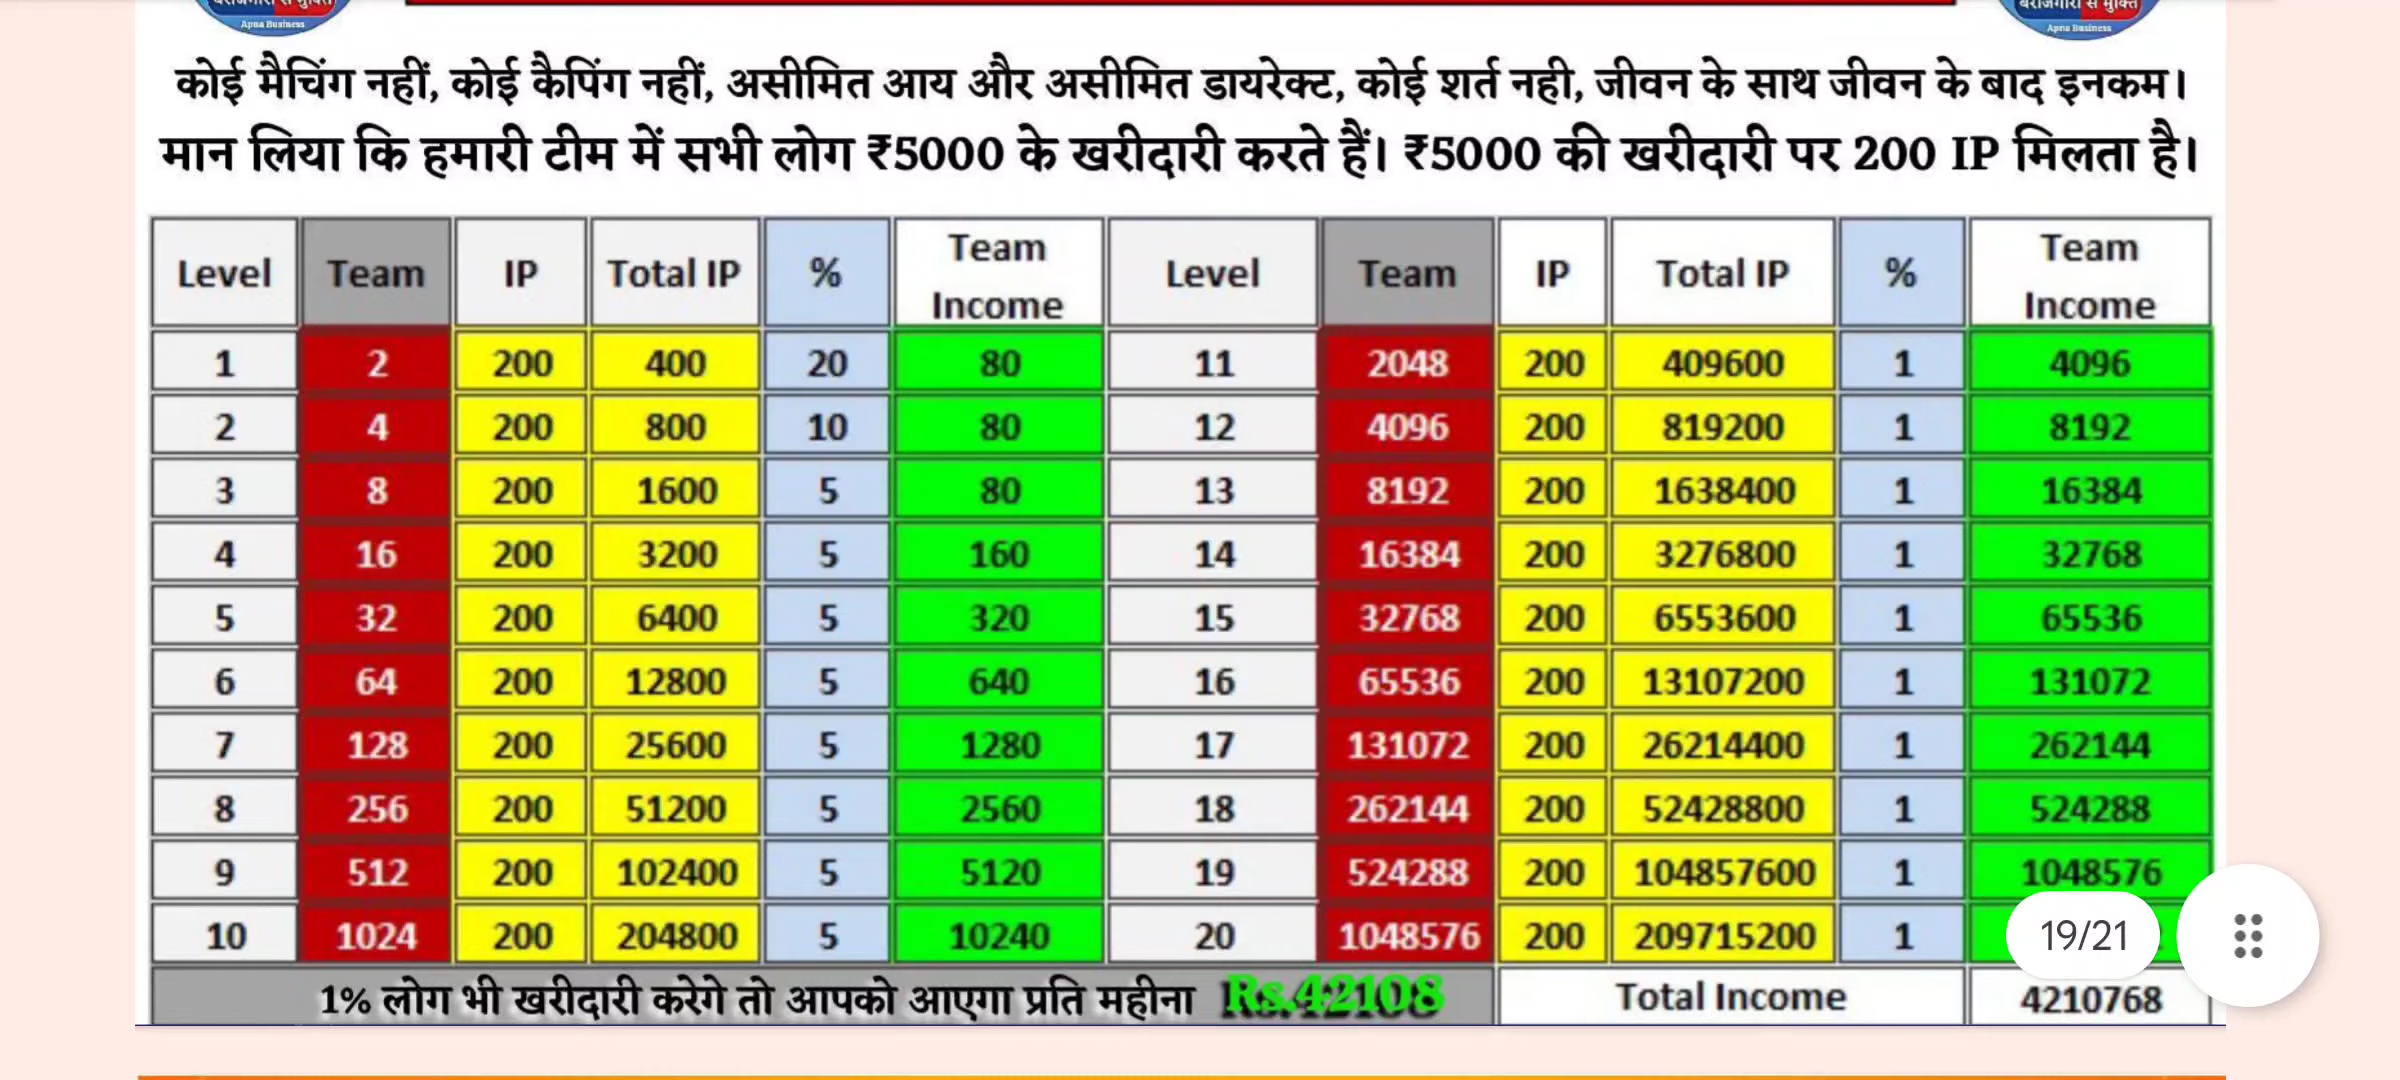 Apna Business
Apna Business
कोई मैचिंग नहीं, कोई कैपिंग नहीं, असीमित आय और असीमित डायरेक्ट, कोई शर्त नही, जीवन के साथ जीवन के बाद इनकम।
मान लिया कि हमारी टीम में सभी लोग ₹5000 के खरीदारी करते हैं। ₹5000 की खरीदारी पर 200 IP मिलता है।
Level Team IP Total IP % Team Income Level Team IP Total IP % Team Income
1 2 200 400 20 80 11 2048 200 409600 1 4096
2 4 200 800 10 80 12 4096 200 819200 1 8192
3 8 200 1600 5 80 13 8192 200 1638400 1 16384
4 16 200 3200 5 160 14 16384 200 3276800 1 32768
5 32 200 6400 5 320 15 32768 200 6553600 1 65536
6 64 200 12800 5 640 16 65536 200 13107200 1 131072
7 128 200 25600 5 1280 17 131072 200 26214400 1 262144
8 256 200 51200 5 2560 18 262144 200 52428800 1 524288
9 512 200 102400 5 5120 19 524288 200 104857600 1 1048576
10 1024 200 204800 5 10240 20 1048576 200 209715200 1
19/21
1% लोग भी खरीदारी करेगे तो आपको आएगा प्रति महीना Rs.42108 Total Income 4210768